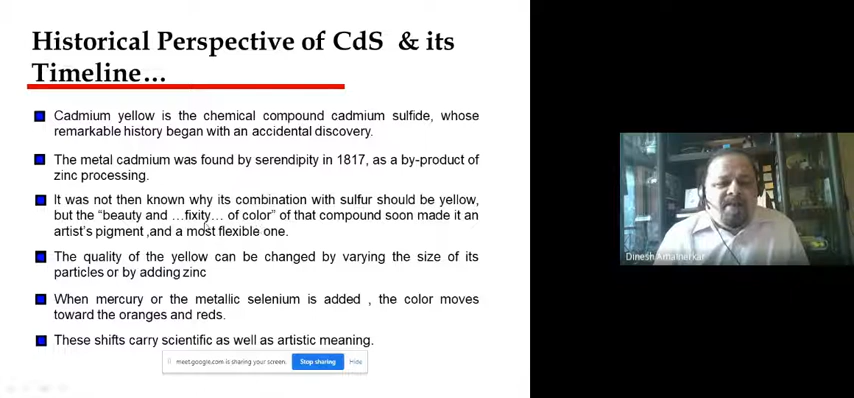 Historical Perspective of CdS & its
Timeline…
Cadmium yellow is the chemical compound cadmium sulfide, whose
remarkable history began with an accidental discovery.
The metal cadmium was found by serendipity in 1817, as a by-product of
zinc processing.
It was not then known why its combination with sulfur should be yellow,
but the “beauty and …fixity… of color” of that compound soon made it an
artist’s pigment ,and a most flexible one.
The quality of the yellow can be changed by varying the size of its
particles or by adding zinc
When mercury or the metallic selenium is added , the color moves
toward the oranges and reds.
These shifts carry scientific as well as artistic meaning.
meet.google.com is sharing your screen. Stop sharing Hide
Dinesh Amalnerkar